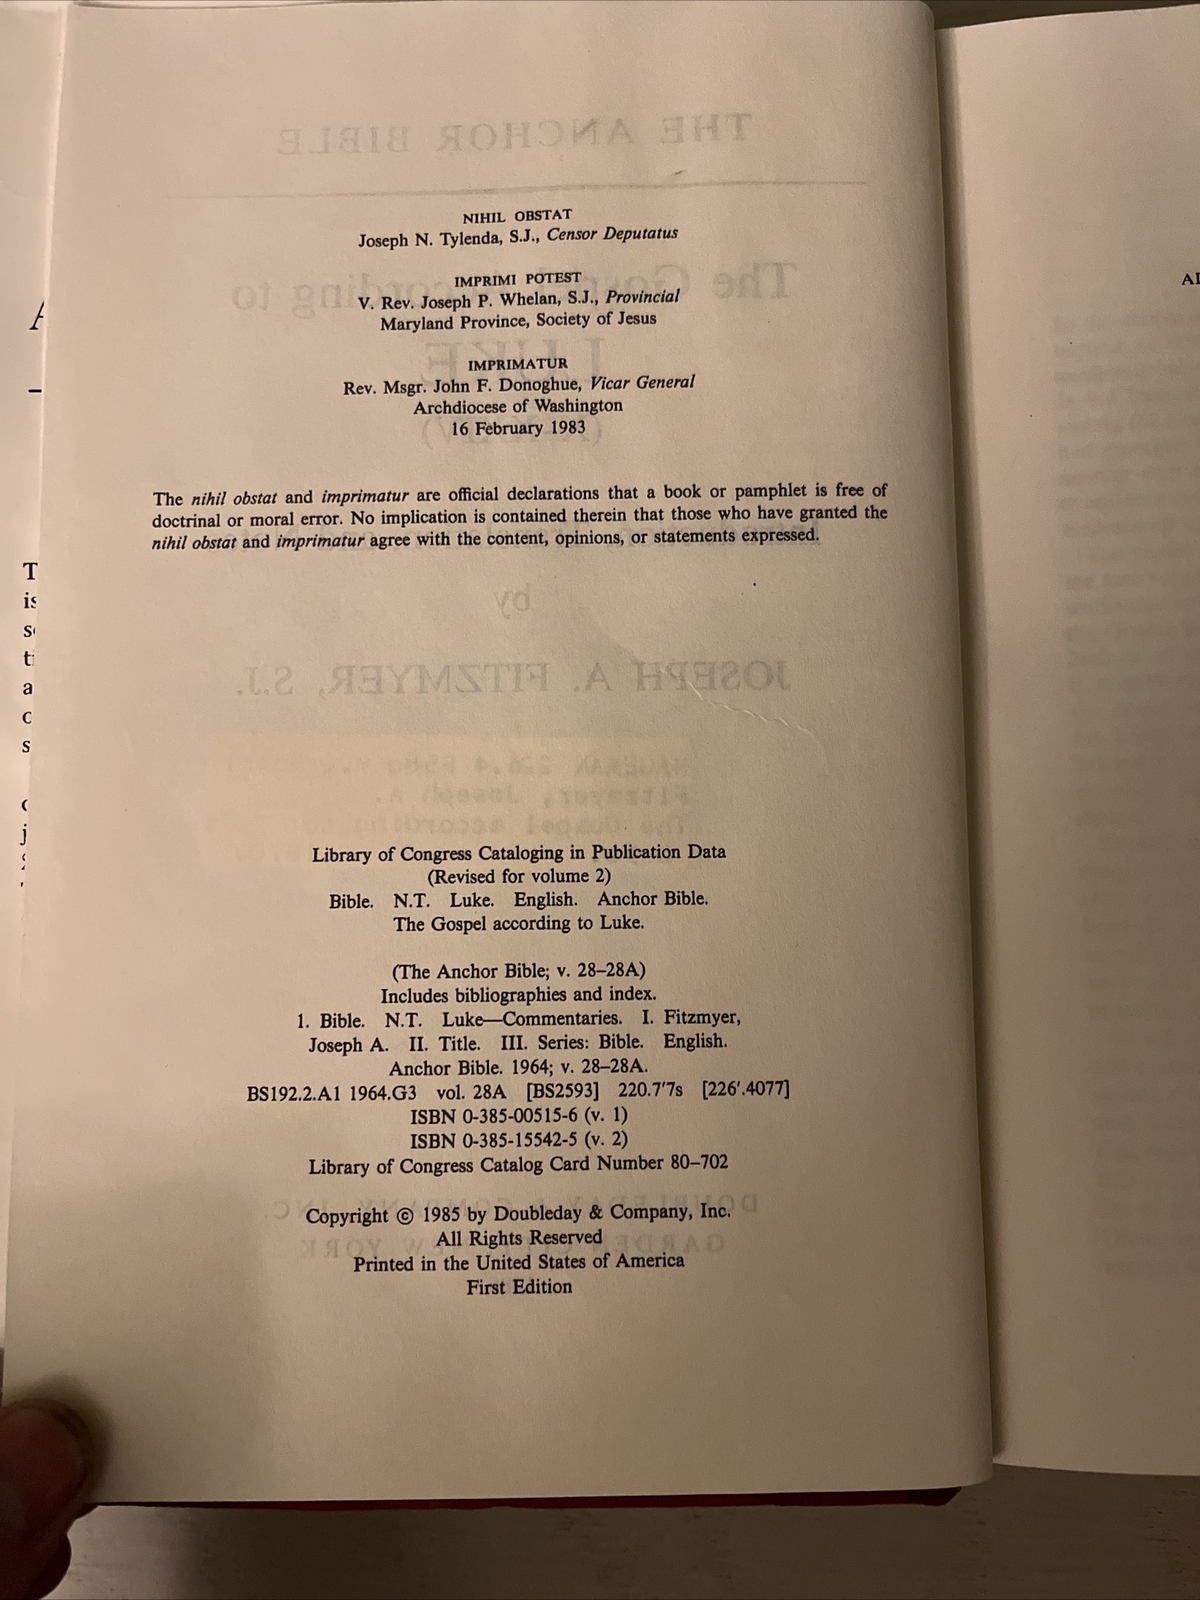 NIHIL OBSTAT
Joseph N. Tylenda, S.J., Censor Deputatus
IMPRIMI POTEST
V. Rev. Joseph P. Whelan, S.J., Provincial
Maryland Province, Society of Jesus
IMPRIMATUR
Rev. Msgr. John F. Donoghue, Vicar General
Archdiocese of Washington
16 February 1983
The nihil obstat and imprimatur are official declarations that a book or pamphlet is free of
doctrinal or moral error. No implication is contained therein that those who have granted the
nihil obstat and imprimatur agree with the content, opinions, or statements expressed.
Library of Congress Cataloging in Publication Data
(Revised for volume 2)
Bible. N.T. Luke. English. Anchor Bible.
The Gospel according to Luke.
(The Anchor Bible; v. 28–28A)
Includes bibliographies and index.
1. Bible. N.T. Luke—Commentaries. I. Fitzmyer,
Joseph A. II. Title. III. Series: Bible. English.
Anchor Bible. 1964; v. 28–28A.
BS192.2.A1 1964.G3 vol. 28A [BS2593] 220.7'7s [226'.4077]
ISBN 0-385-00515-6 (v. 1)
ISBN 0-385-15542-5 (v. 2)
Library of Congress Catalog Card Number 80–702
Copyright © 1985 by Doubleday & Company, Inc.
All Rights Reserved
Printed in the United States of America
First Edition